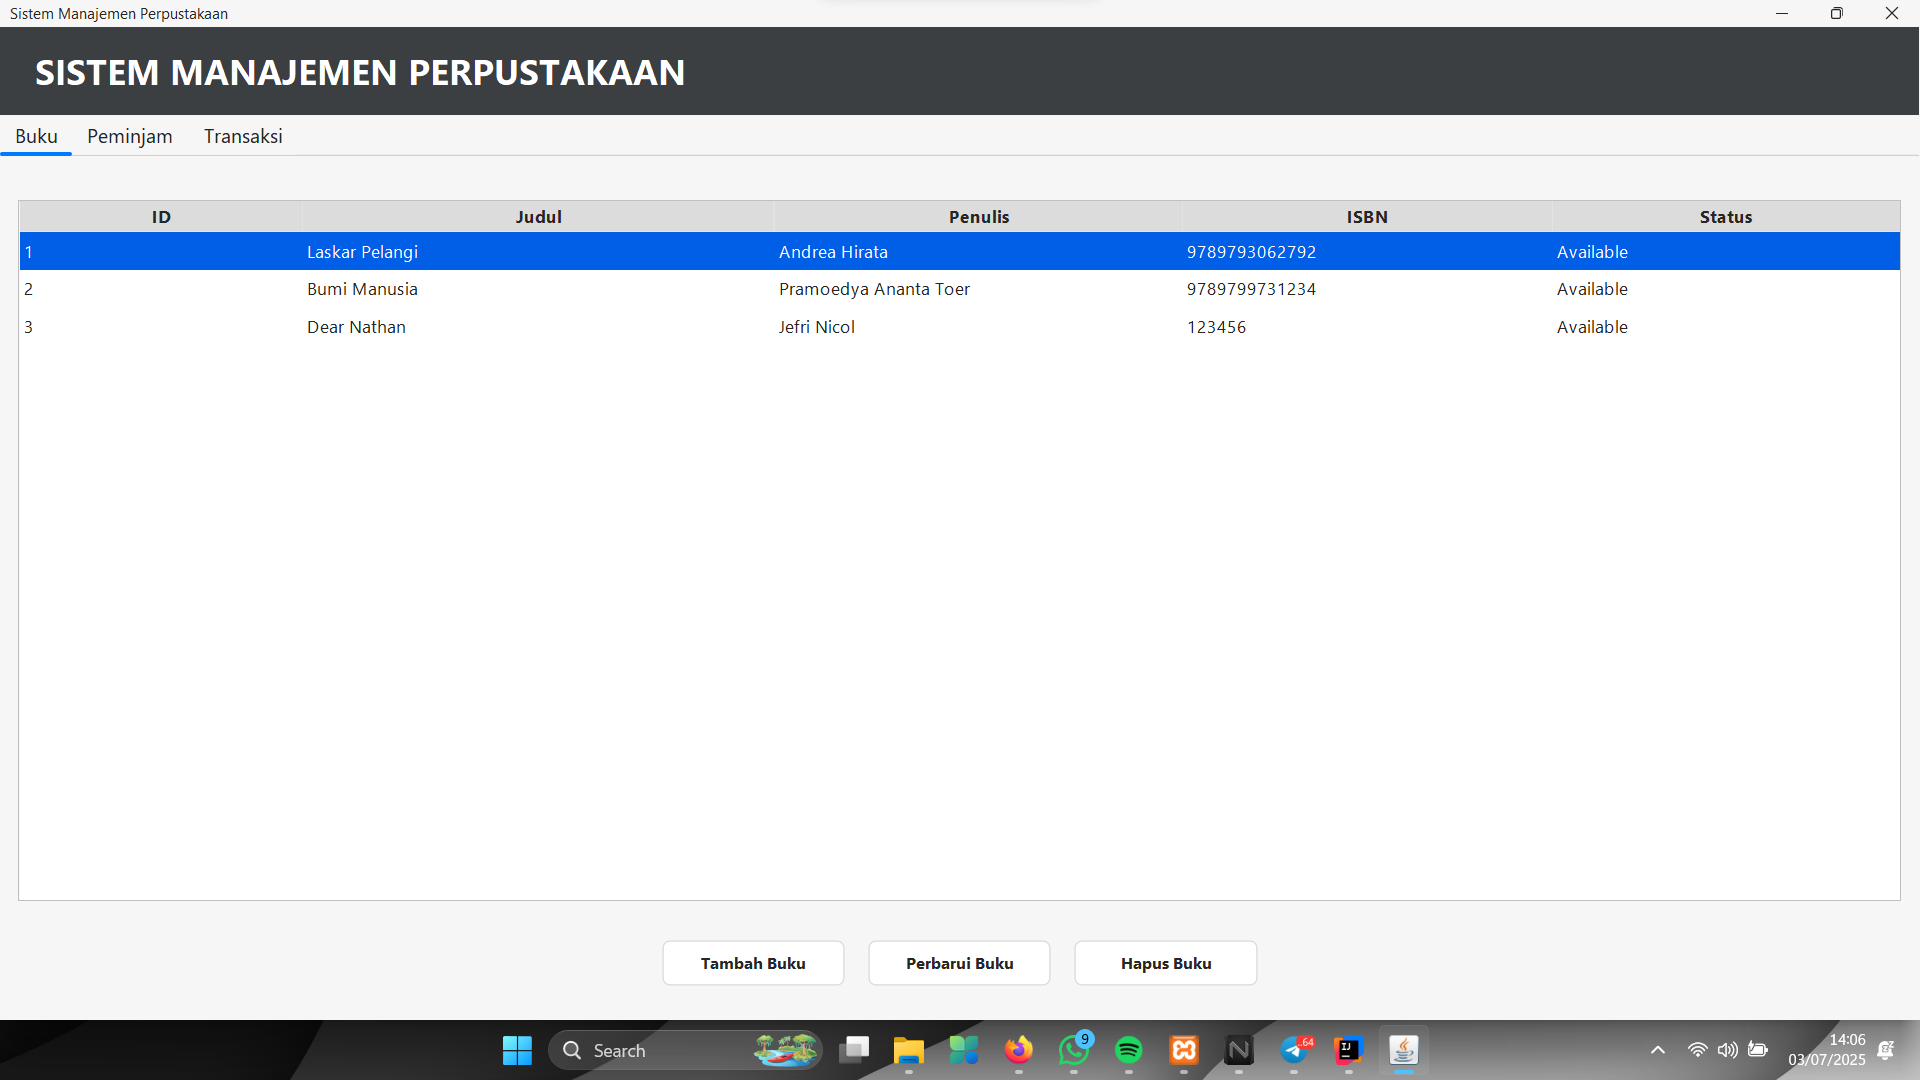 Sistem Manajemen Perpustakaan
SISTEM MANAJEMEN PERPUSTAKAAN
Buku Peminjam Transaksi
ID Judul Penulis ISBN Status
1 Laskar Pelangi Andrea Hirata 9789793062792 Available
2 Bumi Manusia Pramoedya Ananta Toer 9789799731234 Available
3 Dear Nathan Jefri Nicol 123456 Available
Tambah Buku Perbarui Buku Hapus Buku
Search 9 .64 IJ 14:06
03/07/2025